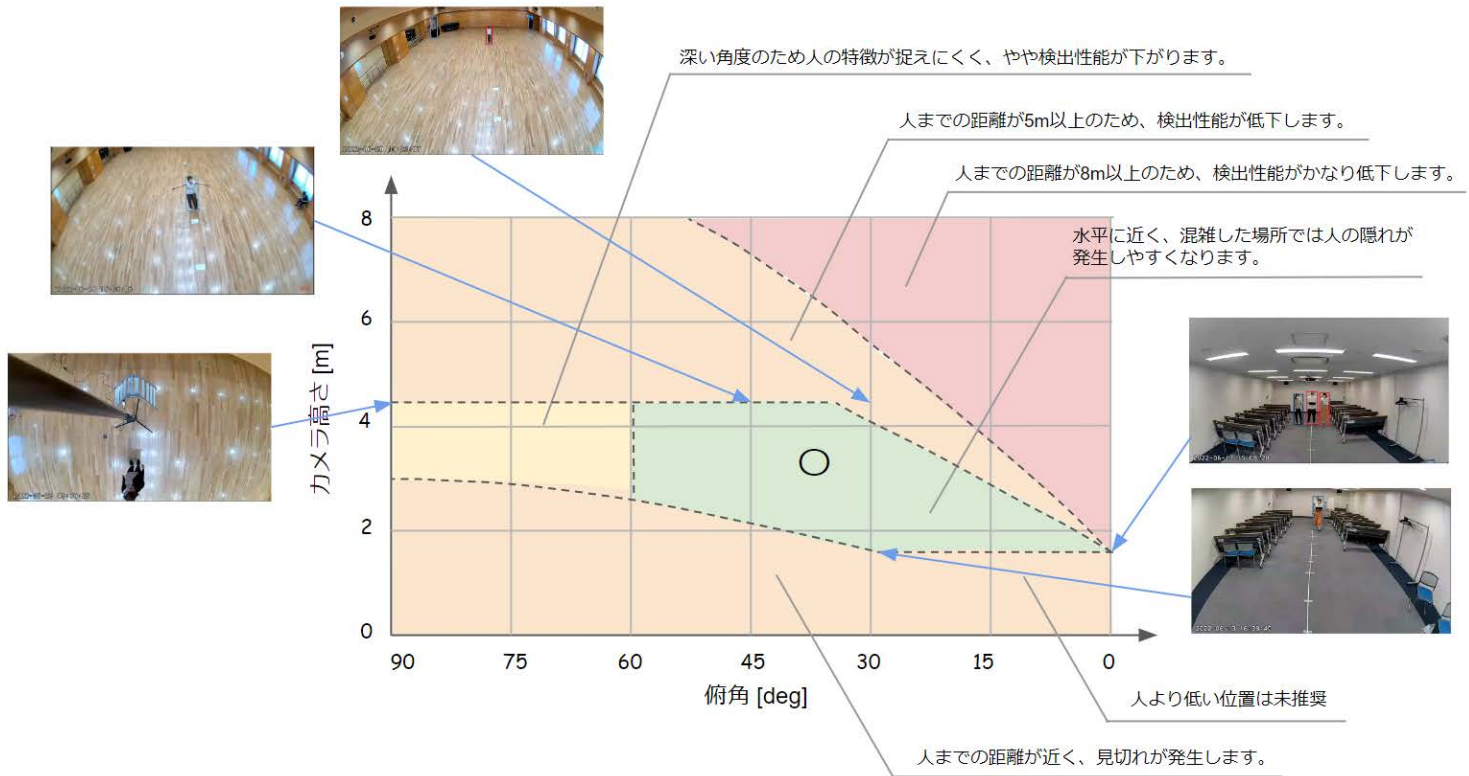 深い角度のため人の特徴が捉えにくく、やや検出性能が下がります。
人までの距離が5m以上のため、検出性能が低下します。
人までの距離が8m以上のため、検出性能がかなり低下します。
水平に近く、混雑した場所では人の隠れが
発生しやすくなります。
カメラ高さ [m]
8
6
4
2
0
〇
90
75
60
45
30
15
0
俯角 [deg]
人より低い位置は未推奨
人までの距離が近く、見切れが発生します。